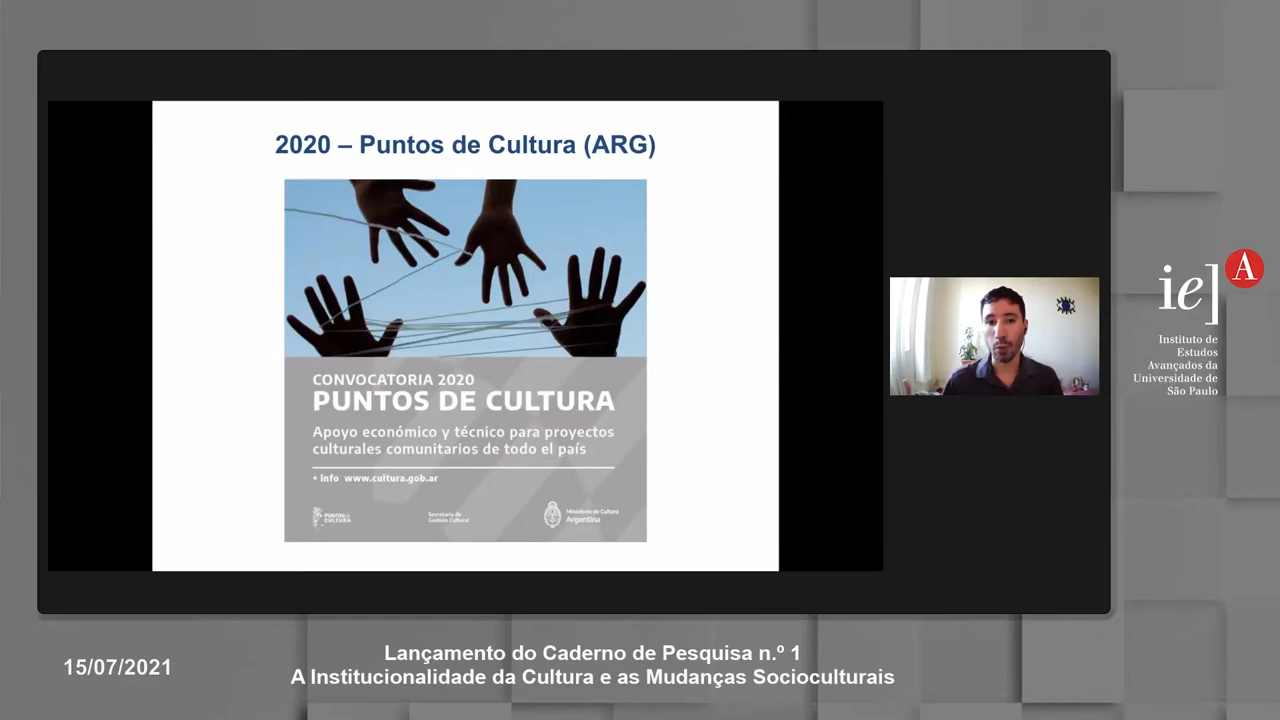 2020 – Puntos de Cultura (ARG)
CONVOCATORIA 2020
PUNTOS DE CULTURA
Apoyo económico y técnico para proyectos
culturales comunitarios de todo el país
+ info www.cultura.gob.ar
PUNTOS DE
CULTURA
Secretaría de
Gestión Cultural
Ministerio de Cultura
Argentina
ie]
A
Instituto de
Estudos
Avançados da
Universidade de
São Paulo
15/07/2021
Lançamento do Caderno de Pesquisa n.º 1
A Institucionalidade da Cultura e as Mudanças Socioculturais